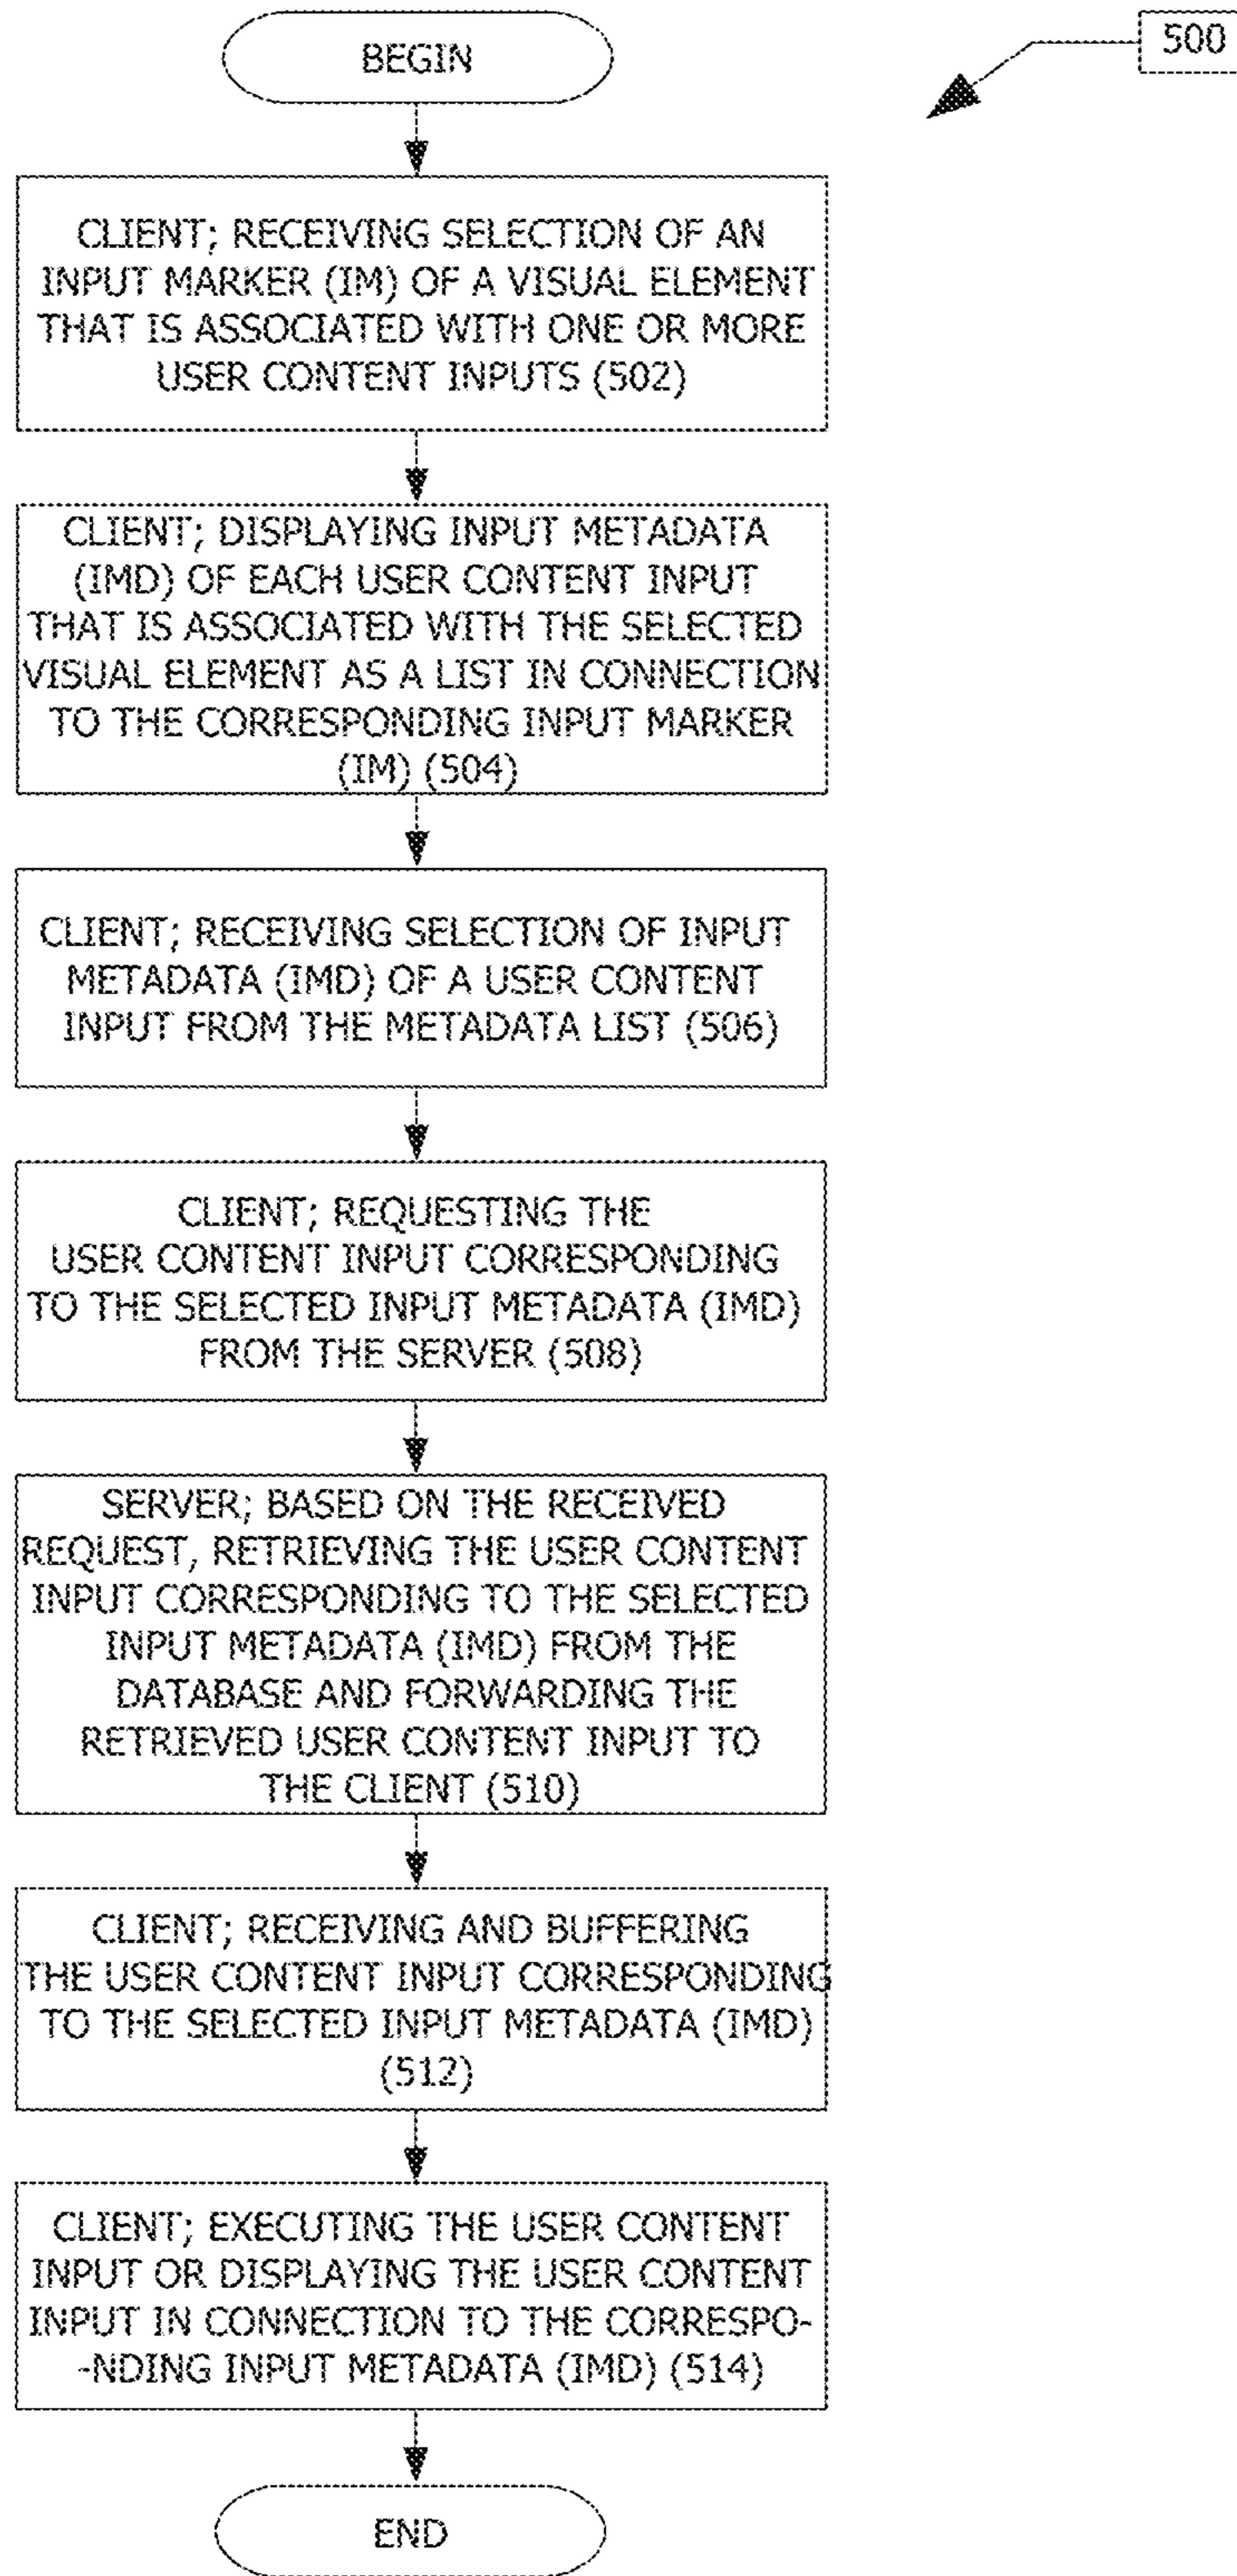 BEGIN
500
CLIENT; RECEIVING SELECTION OF AN
INPUT MARKER (IM) OF A VISUAL ELEMENT
THAT IS ASSOCIATED WITH ONE OR MORE
USER CONTENT INPUTS (502)
CLIENT; DISPLAYING INPUT METADATA
(IMD) OF EACH USER CONTENT INPUT
THAT IS ASSOCIATED WITH THE SELECTED
VISUAL ELEMENT AS A LIST IN CONNECTION
TO THE CORRESPONDING INPUT MARKER
(IM) (504)
CLIENT; RECEIVING SELECTION OF INPUT
METADATA (IMD) OF A USER CONTENT
INPUT FROM THE METADATA LIST (506)
CLIENT; REQUESTING THE
USER CONTENT INPUT CORRESPONDING
TO THE SELECTED INPUT METADATA (IMD)
FROM THE SERVER (508)
SERVER; BASED ON THE RECEIVED
REQUEST, RETRIEVING THE USER CONTENT
INPUT CORRESPONDING TO THE SELECTED
INPUT METADATA (IMD) FROM THE
DATABASE AND FORWARDING THE
RETRIEVED USER CONTENT INPUT TO
THE CLIENT (510)
CLIENT; RECEIVING AND BUFFERING
THE USER CONTENT INPUT CORRESPONDING
TO THE SELECTED INPUT METADATA (IMD)
(512)
CLIENT; EXECUTING THE USER CONTENT
INPUT OR DISPLAYING THE USER CONTENT
INPUT IN CONNECTION TO THE CORRESPO-
-NDING INPUT METADATA (IMD) (514)
END